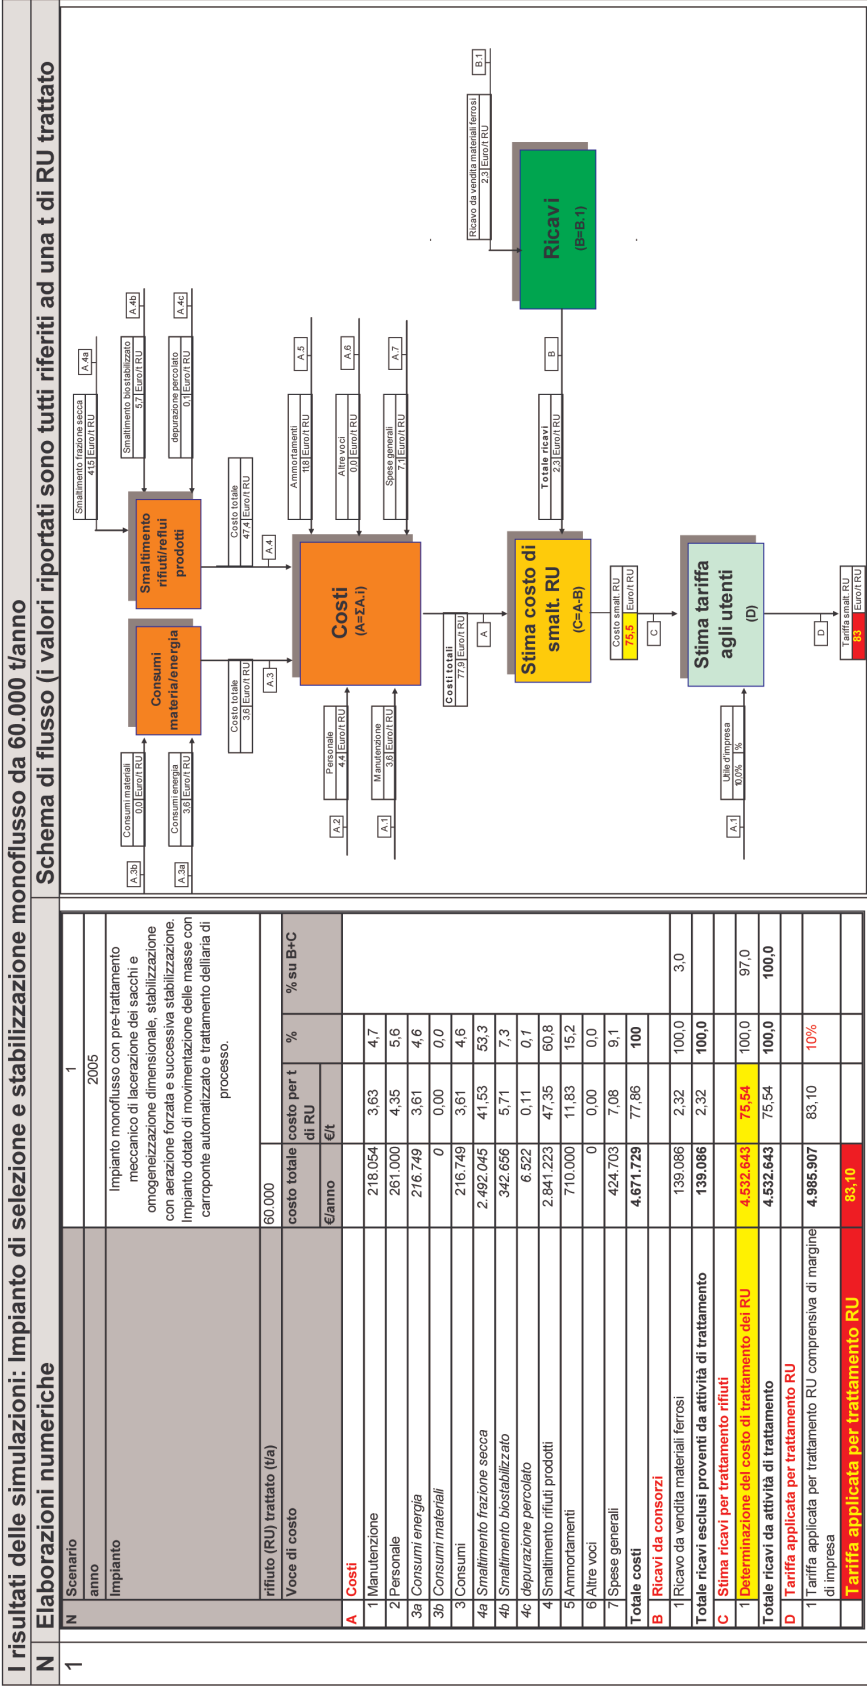 I risultati delle simulazioni: Impianto di selezione e stabilizzazione monoflusso da 60.000 t/anno
N Elaborazioni numeriche
Schema di flusso (i valori riportati sono tutti riferiti ad una t di RU trattato
1
N Scenario 1
anno 2005
Impianto
Impianto monoflusso con pre-trattamento
meccanico di lacerazione dei sacchi e
omogeneizzazione dimensionale, stabilizzazione
con aerazione forzata e successiva stabilizzazione.
Impianto dotato di movimentazione delle masse con
carroponte automatizzato e trattamento delliaria di
processo.
rifiuto (RU) trattato (t/a) 60.000
Voce di costo costo totale costo per t di RU % % su B+C
€/anno €/t
A Costi
1 Manutenzione 218.054 3,63 4,7
2 Personale 261.000 4,35 5,6
3a Consumi energia 216.749 3,61 4,6
3b Consumi materiali 0 0,00 0,0
3 Consumi 216.749 3,61 4,6
4a Smaltimento frazione secca 2.492.045 41,53 53,3
4b Smaltimento biostabilizzato 342.656 5,71 7,3
4c depurazione percolato 6.522 0,11 0,1
4 Smaltimento rifiuti prodotti 2.841.223 47,35 60,8
5 Ammortamenti 710.000 11,83 15,2
6 Altre voci 0 0,00 0,0
7 Spese generali 424.703 7,08 9,1
Totale costi 4.671.729 77,86 100
B Ricavi da consorzi
1 Ricavo da vendita materiali ferrosi 139.086 2,32 100,0 3,0
Totale ricavi esclusi proventi da attività di trattamento 139.086 2,32 100,0
C Stima ricavi per trattamento rifiuti
1 Determinazione del costo di trattamento dei RU 4.532.643 75,54 100,0 97,0
Totale ricavi da attività di trattamento 4.532.643 75,54 100,0 100,0
D Tariffa applicata per trattamento RU
1 Tariffa applicata per trattamento RU comprensiva di margine
di impresa 4.985.907 83,10 10%
Tariffa applicata per trattamento RU 83,10
A.3b
Consumi materiali
0,0 Euro/t RU
A.3a
Consumi energia
3,6 Euro/t RU
Consumi
materia/energia
Smaltimento frazione secca
41,5 Euro/t RU
A.4a
Smaltimento biostabilizzato
5,7 Euro/t RU
A.4b
depurazione percolato
0,1 Euro/t RU
A.4c
Smaltimento
rifiuti/reflui
prodotti
Costo totale
3,6 Euro/t RU
A.3
Costo totale
47,4 Euro/t RU
A.4
A.2
Personale
4,4 Euro/t RU
A.1
Manutenzione
3,6 Euro/t RU
Costi
(A=ΣA.i)
Ammortamenti
11,8 Euro/t RU
A.5
Altre voci
0,0 Euro/t RU
A.6
Spese generali
7,1 Euro/t RU
A.7
Costi totali
77,9 Euro/t RU
A
Ricavo da vendita materiali ferrosi
2,3 Euro/t RU
B.1
Ricavi
(B=B.1)
B
Totale ricavi
2,3 Euro/t RU
Stima costo di
smalt. RU
(C=A-B)
Costo smalt. RU
75,5 Euro/t RU
C
A.1
Utile d'impresa
10,0% %
Stima tariffa
agli utenti
(D)
D
Tariffa smalt. RU
83 Euro/t RU